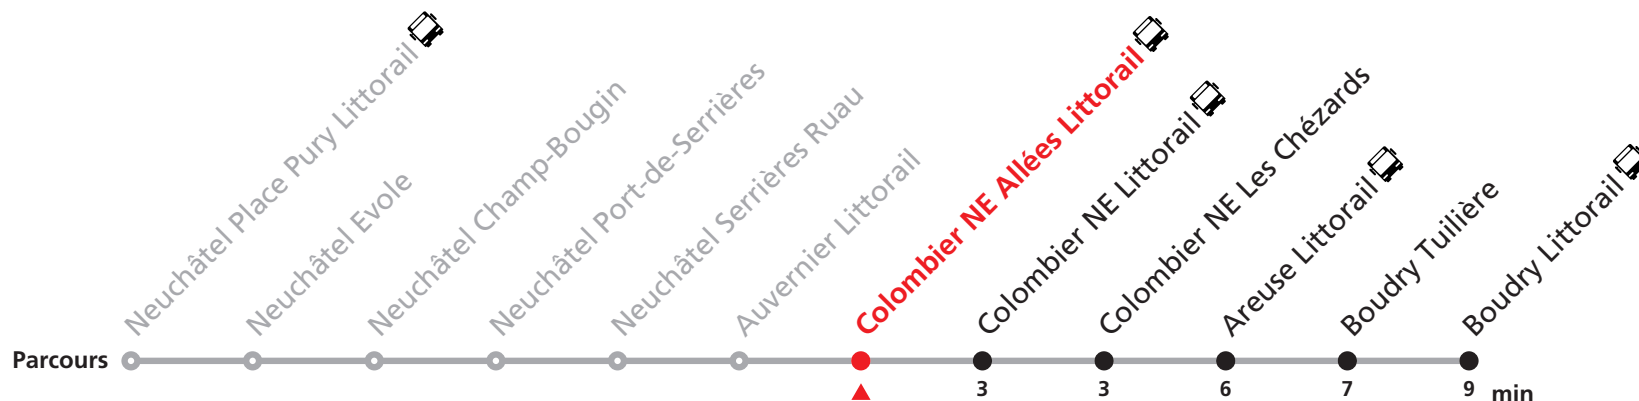 Neuchâtel Place Pury Littorail
Neuchâtel Evole
Neuchâtel Champ-Bougin
Neuchâtel Port-de-Serrières
Neuchâtel Serrières Ruau
Auvernier Littorail
Colombier NE Allées Littorail
Colombier NE Littorail
Colombier NE Les Chézards
Areuse Littorail
Boudry Tuilière
Boudry Littorail
Parcours
3 3 6 7 9 min